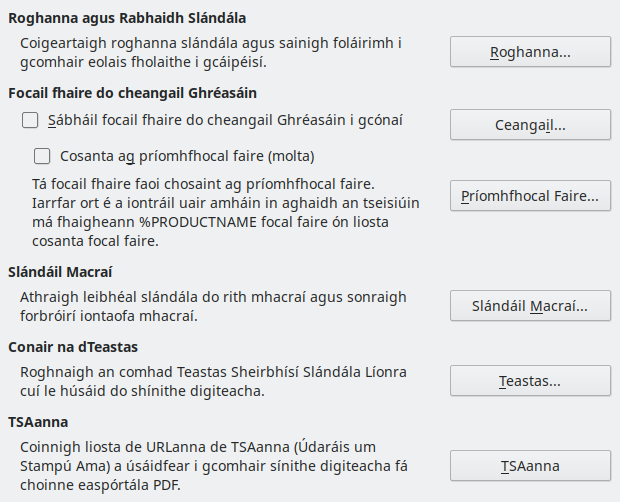 Roghanna agus Rabhaidh Slándála
Coigeartaigh roghanna slándála agus sainigh foláirimh i
gcomhair eolais fholaithe i gcáipéisí.
Roghanna...
Focail fhaire do cheangail Ghréasáin
Sábháil focail fhaire do cheangail Ghréasáin i gcónaí
Ceangail...
Cosanta ag príomhfhocal faire (molta)
Tá focail fhaire faoi chosaint ag príomhfhocal faire.
Iarrfar ort é a iontráil uair amháin in aghaidh an tseisiúin
má fhaigheann %PRODUCTNAME focal faire ón liosta
cosanta focal faire.
Príomhfhocal Faire...
Slándáil Macraí
Athraigh leibhéal slándála do rith mhacraí agus sonraigh
forbróirí iontaofa mhacraí.
Slándáil Macraí...
Conair na dTeastas
Roghnaigh an comhad Teastas Sheirbhísí Slándála Líonra
cuí le húsáid do shínithe digiteacha.
Teastas...
TSAanna
Coinnigh liosta de URLanna de TSAanna (Údaráis um
Stampú Ama) a úsáidfear i gcomhair sínithe digiteacha fá
choinne easpórtála PDF.
TSAanna